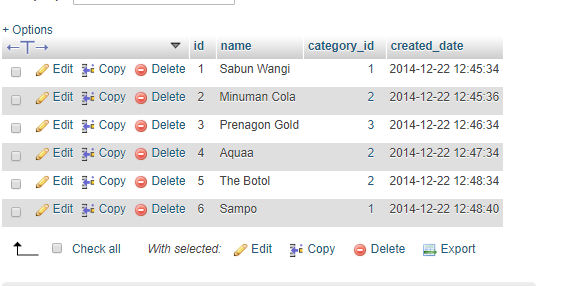 + Options
←T→ id name category_id created_date
Edit Copy Delete 1 Sabun Wangi 1 2014-12-22 12:45:34
Edit Copy Delete 2 Minuman Cola 2 2014-12-22 12:45:36
Edit Copy Delete 3 Prenagon Gold 3 2014-12-22 12:46:34
Edit Copy Delete 4 Aquaa 2 2014-12-22 12:47:34
Edit Copy Delete 5 The Botol 2 2014-12-22 12:48:34
Edit Copy Delete 6 Sampo 1 2014-12-22 12:48:40
Check all With selected: Edit Copy Delete Export